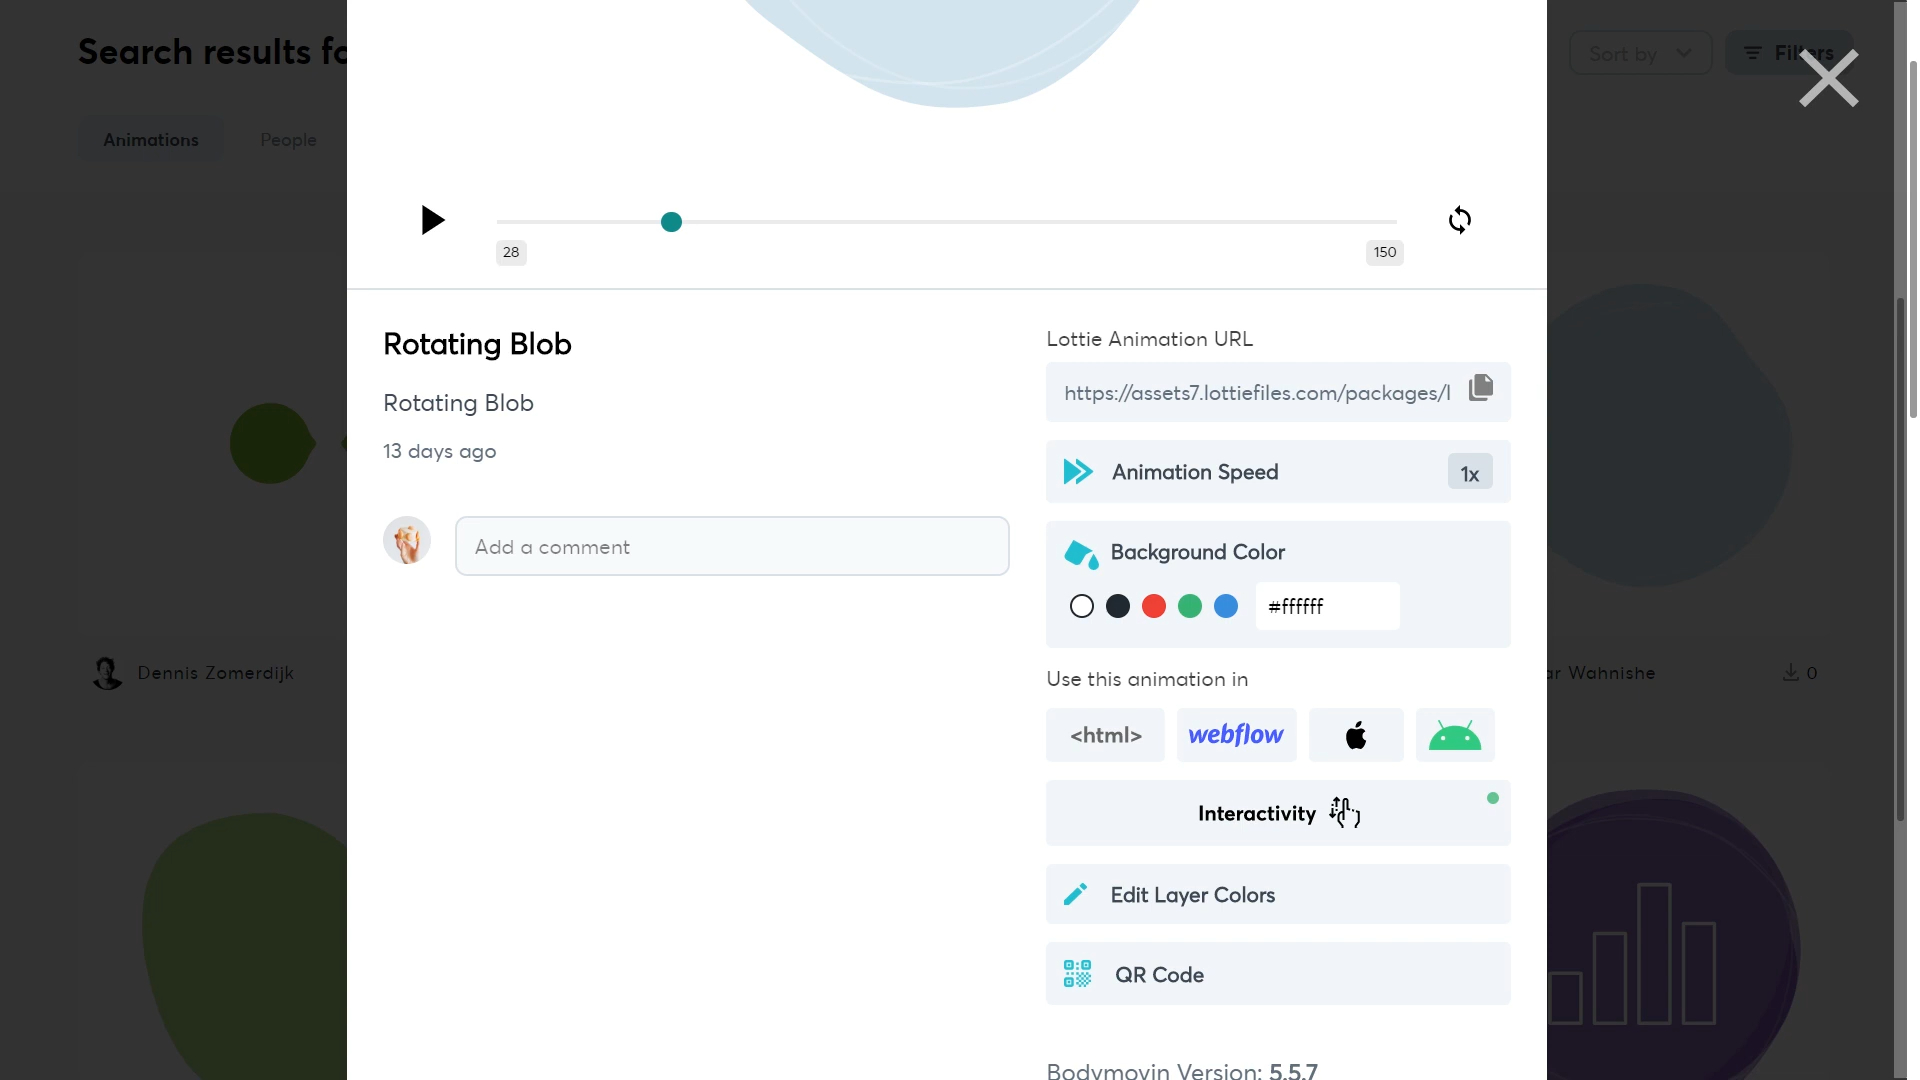 Search results fo
Sort by
Filters
Animations
People
28
150
Rotating Blob
Rotating Blob
13 days ago
Add a comment
Lottie Animation URL
https://assets7.lottiefiles.com/packages/l
Animation Speed
1x
Background Color
#ffffff
Use this animation in
<html>
webflow
Interactivity
Edit Layer Colors
QR Code
Bodymovin Version: 5.5.7
Dennis Zomerdijk
ar Wahnishe
0